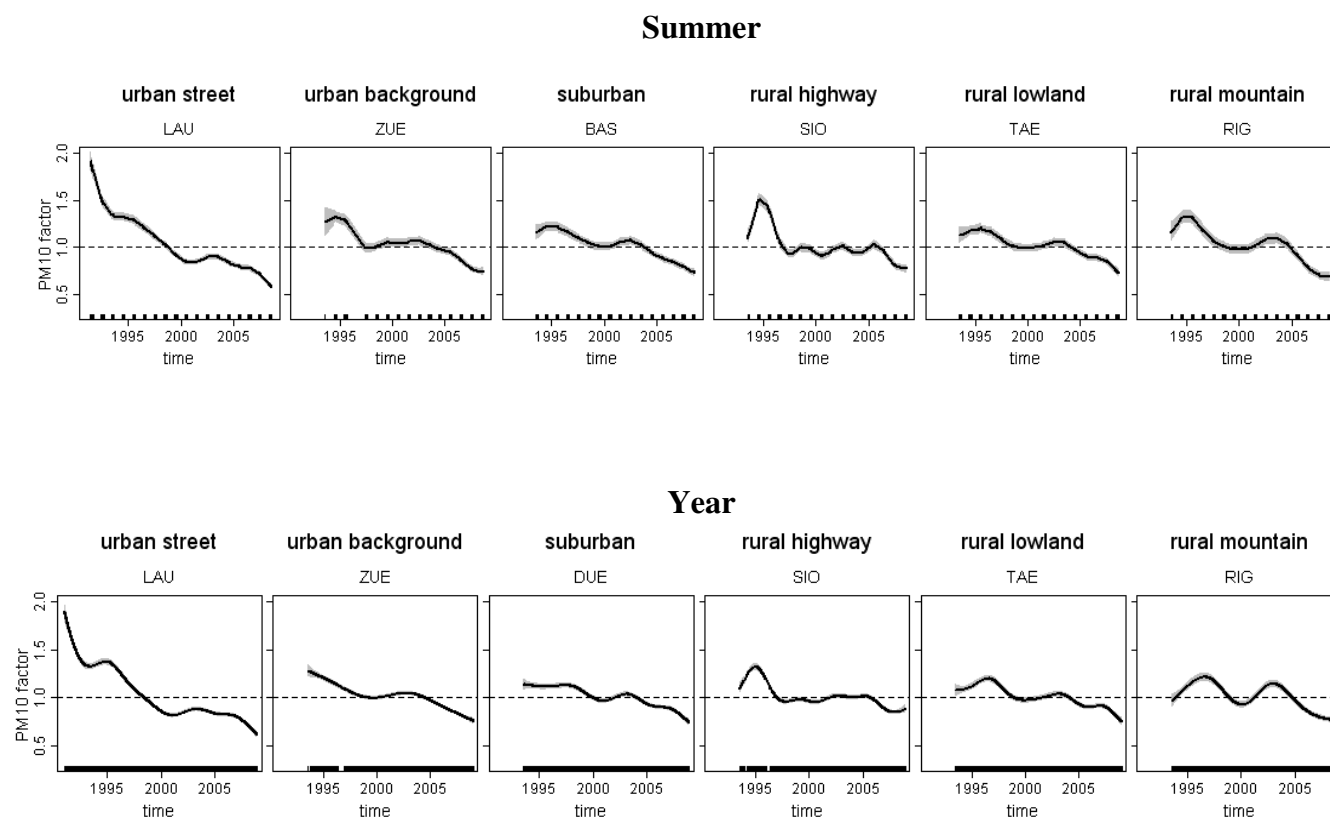 Summer
urban street urban background suburban rural highway rural lowland rural mountain
LAU ZUE BAS SIO TAE RIG
PM10 factor
2.0
1.5
1.0
0.5
1995 2000 2005 1995 2000 2005 1995 2000 2005 1995 2000 2005 1995 2000 2005 1995 2000 2005
time time time time time time
Year
urban street urban background suburban rural highway rural lowland rural mountain
LAU ZUE DUE SIO TAE RIG
PM10 factor
2.0
1.5
1.0
0.5
1995 2000 2005 1995 2000 2005 1995 2000 2005 1995 2000 2005 1995 2000 2005 1995 2000 2005
time time time time time time